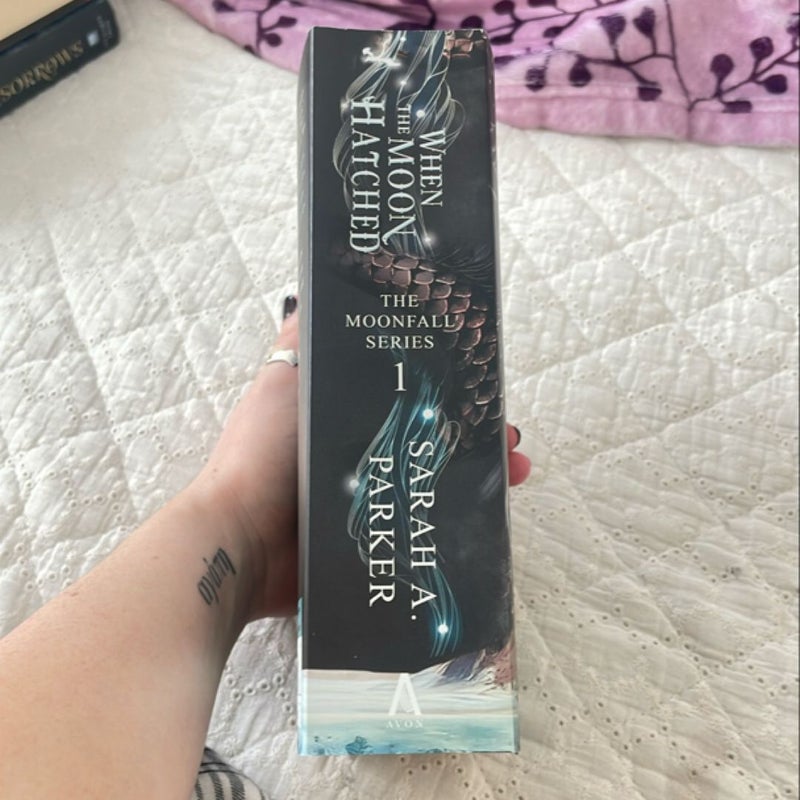 SORROWS
WHEN
THE MOON
HATCHED
THE
MOONFALL
SERIES
1
SARAH A.
PARKER
A
AVON